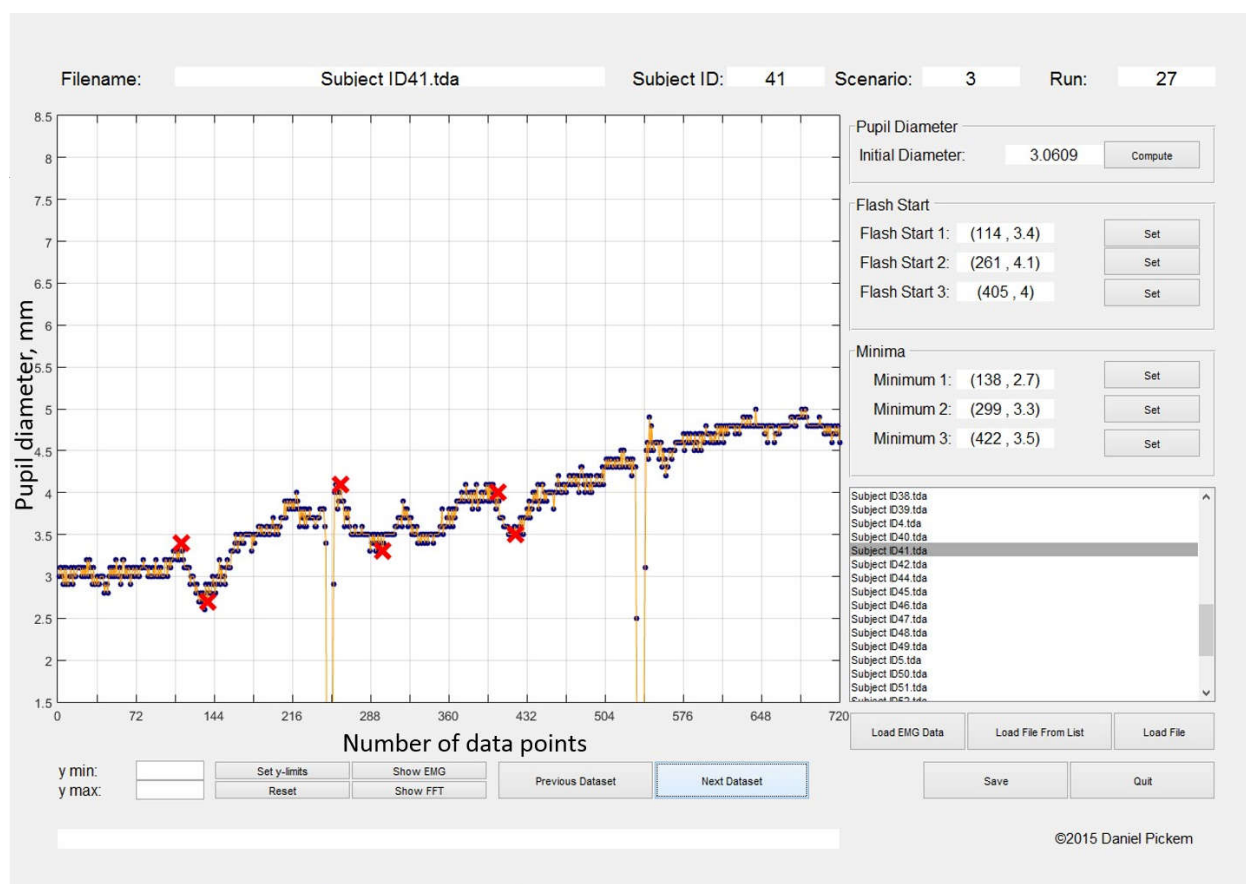 Filename: Subject ID41.tda Subject ID: 41 Scenario: 3 Run: 27
8.5
8
7.5
7
6.5
6
5.5
5
4.5
4
3.5
3
2.5
2
1.5
Pupil diameter, mm
0 72 144 216 288 360 432 504 576 648 720
Number of data points
Pupil Diameter
Initial Diameter: 3.0609 Compute
Flash Start
Flash Start 1: (114 , 3.4) Set
Flash Start 2: (261 , 4.1) Set
Flash Start 3: (405 , 4) Set
Minima
Minimum 1: (138 , 2.7) Set
Minimum 2: (299 , 3.3) Set
Minimum 3: (422 , 3.5) Set
Subject ID38.tda
Subject ID39.tda
Subject ID4.tda
Subject ID40.tda
Subject ID41.tda
Subject ID42.tda
Subject ID44.tda
Subject ID45.tda
Subject ID46.tda
Subject ID47.tda
Subject ID48.tda
Subject ID49.tda
Subject ID5.tda
Subject ID50.tda
Subject ID51.tda
Subject ID52.tda
Load EMG Data Load File From List Load File
y min: Set y-limits Show EMG Previous Dataset Next Dataset Save Quit
y max: Reset Show FFT
©2015 Daniel Pickem